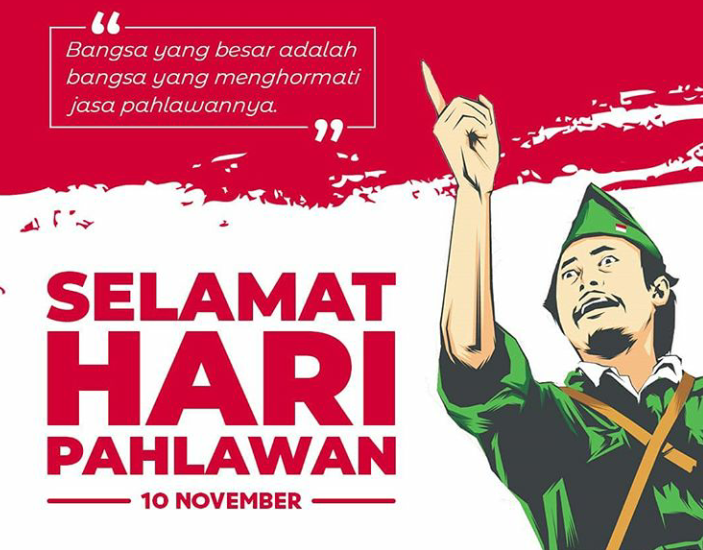 Bangsa yang besar adalah
bangsa yang menghormati
jasa pahlawannya.
SELAMAT
HARI
PAHLAWAN
10 NOVEMBER